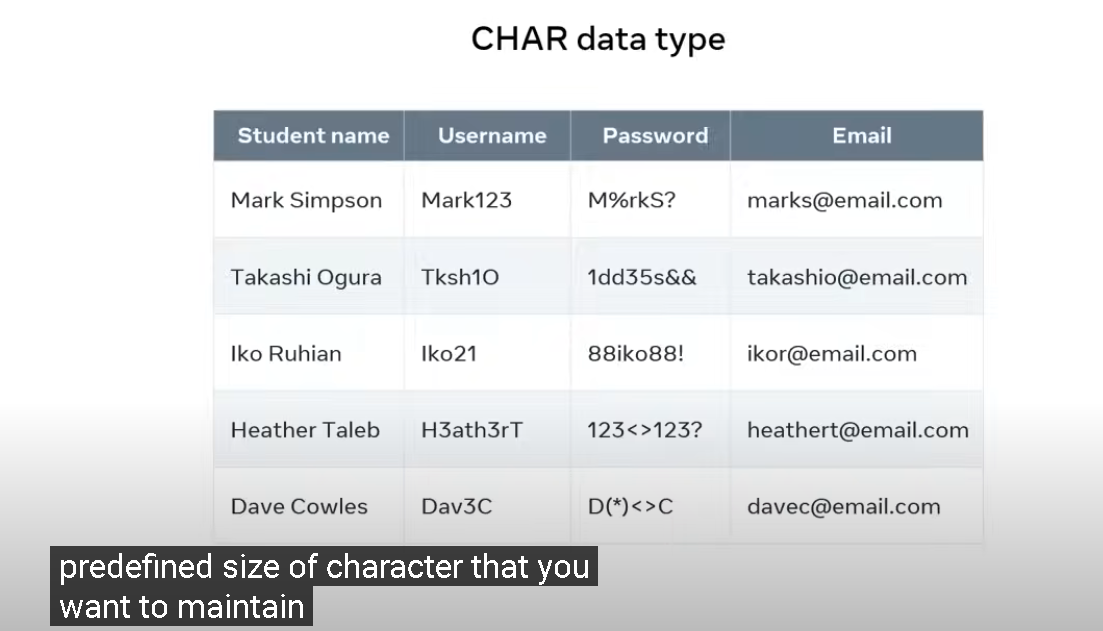 CHAR data type
Student name Username Password Email
Mark Simpson Mark123 M%rkS? marks@email.com
Takashi Ogura Tksh1O 1dd35s&& takashio@email.com
Iko Ruhian Iko21 88iko88! ikor@email.com
Heather Taleb H3ath3rT 123<>123? heathert@email.com
Dave Cowles Dav3C D(*)<>C davec@email.com
predefined size of character that you
want to maintain